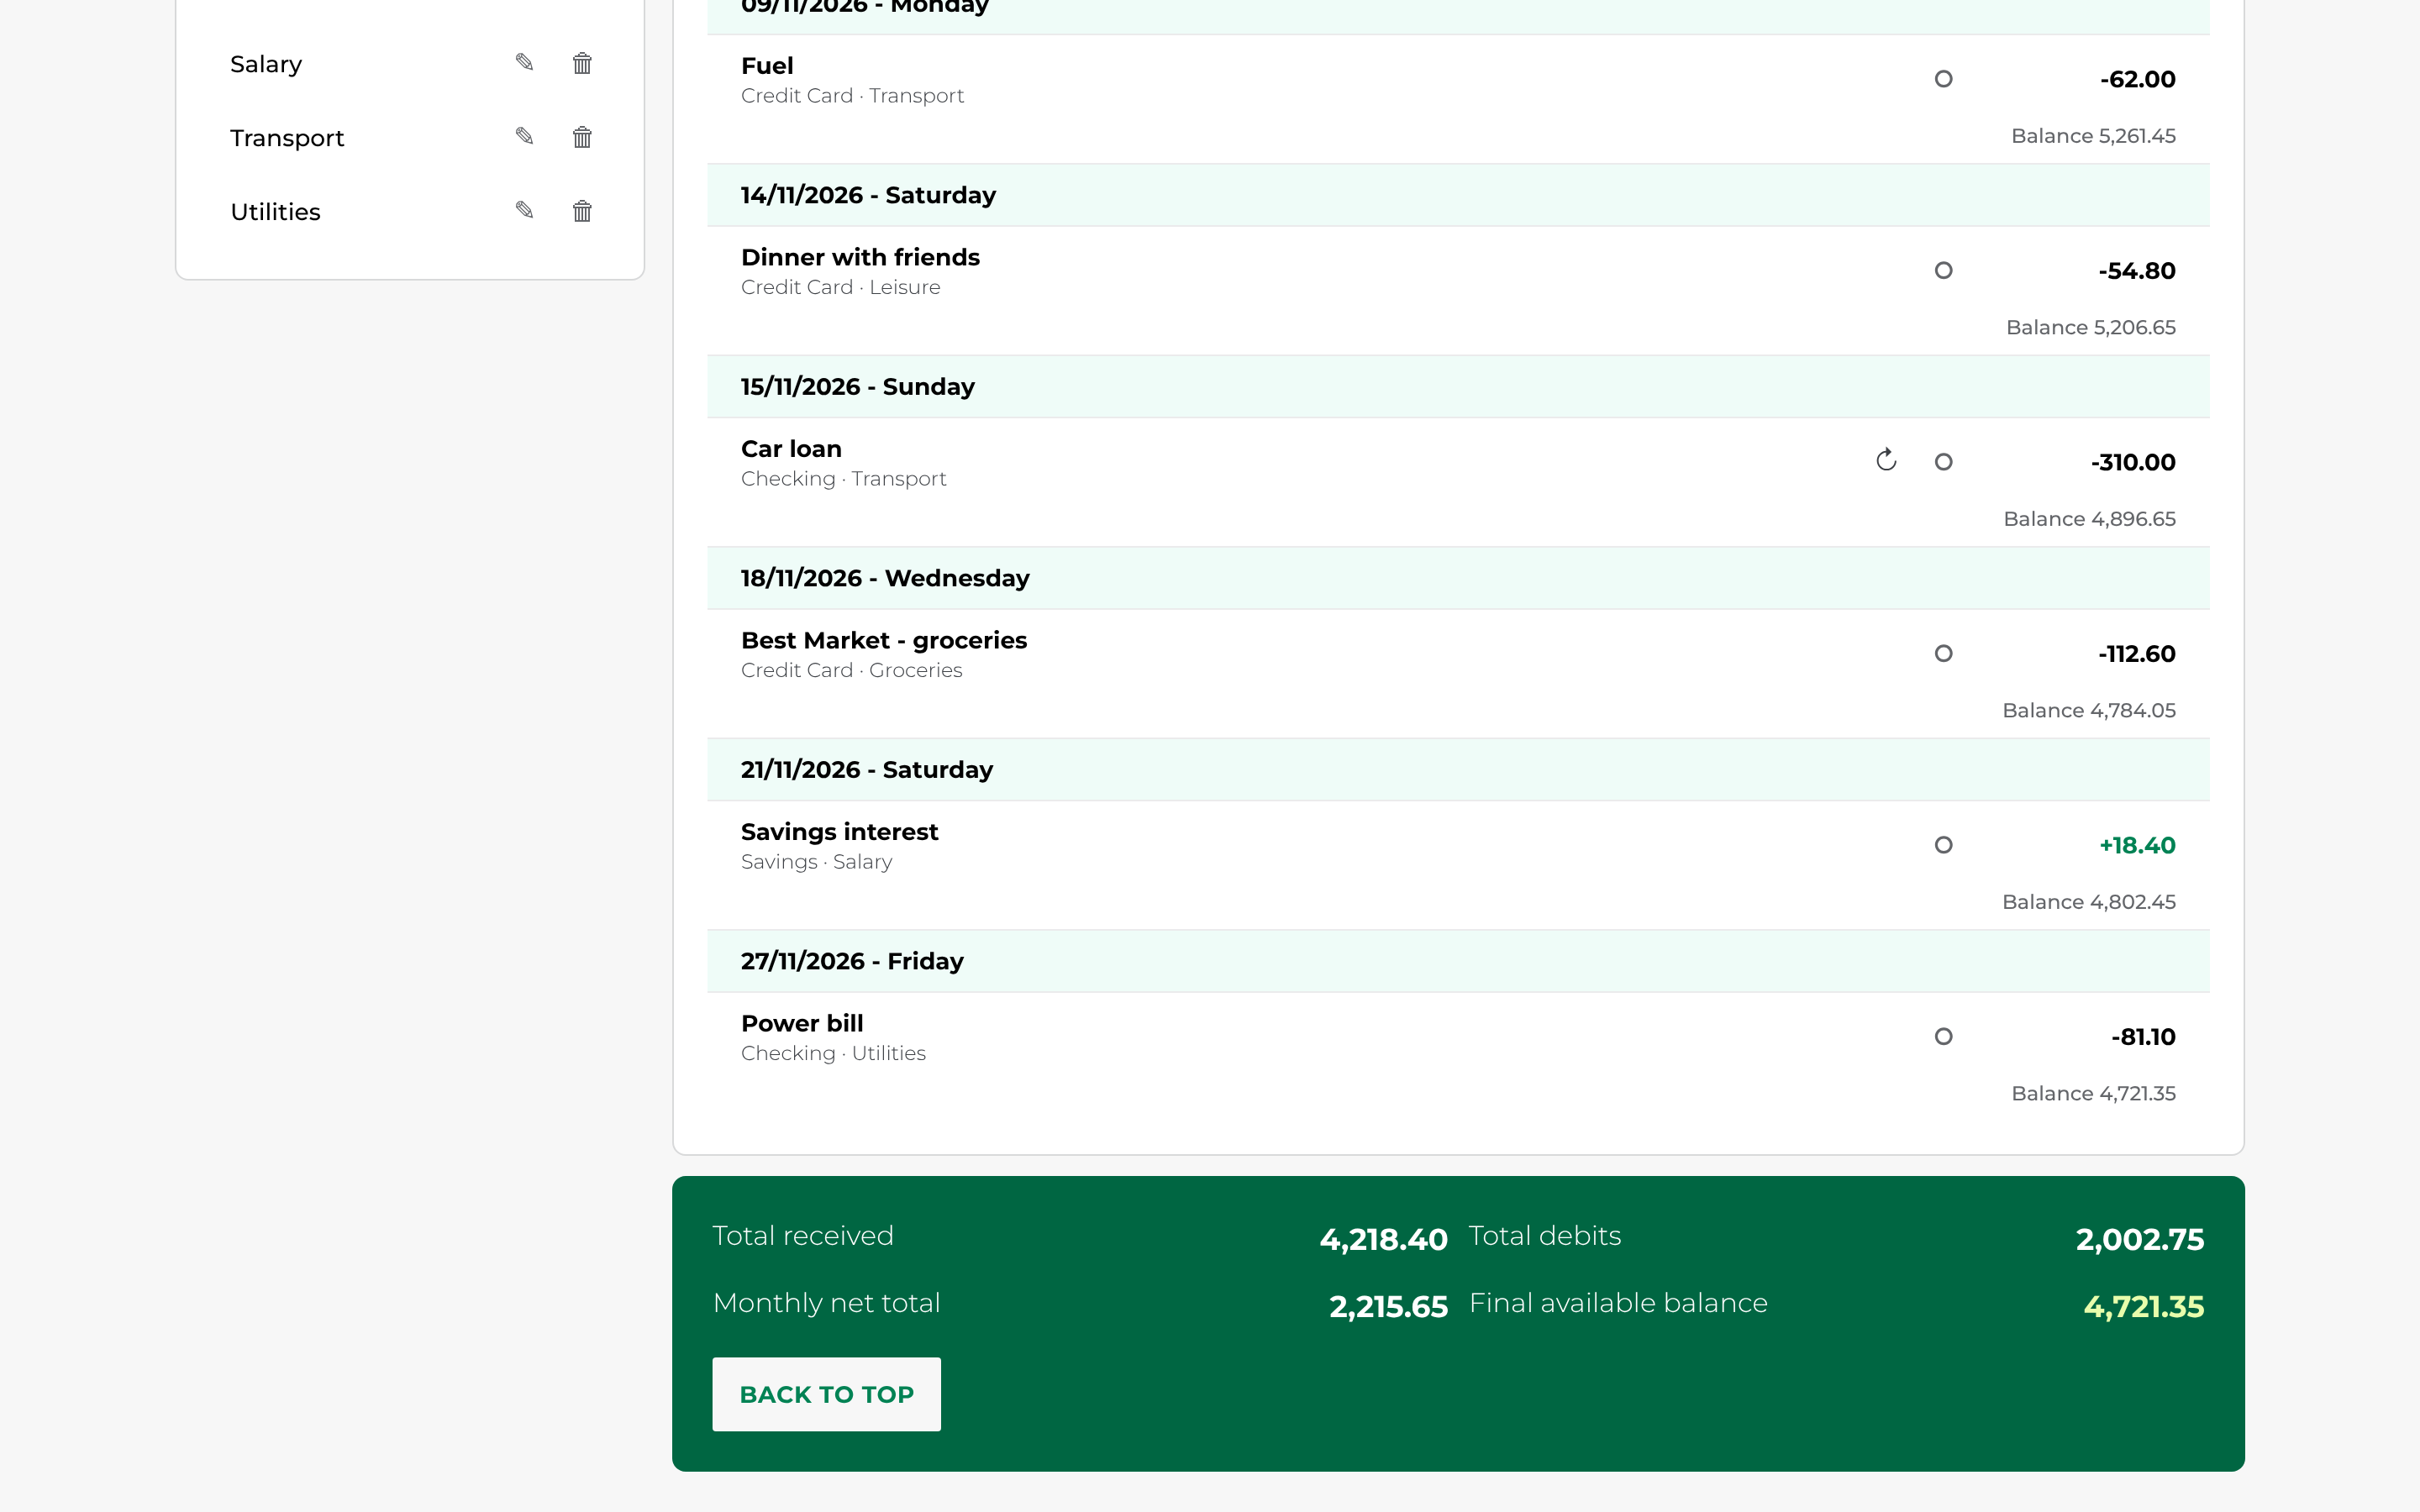 Salary
Transport
Utilities
09/11/2026 - Monday
Fuel
Credit Card · Transport
-62.00
Balance 5,261.45
14/11/2026 - Saturday
Dinner with friends
Credit Card · Leisure
-54.80
Balance 5,206.65
15/11/2026 - Sunday
Car loan
Checking · Transport
-310.00
Balance 4,896.65
18/11/2026 - Wednesday
Best Market - groceries
Credit Card · Groceries
-112.60
Balance 4,784.05
21/11/2026 - Saturday
Savings interest
Savings · Salary
+18.40
Balance 4,802.45
27/11/2026 - Friday
Power bill
Checking · Utilities
-81.10
Balance 4,721.35
Total received 4,218.40 Total debits 2,002.75
Monthly net total 2,215.65 Final available balance 4,721.35
BACK TO TOP